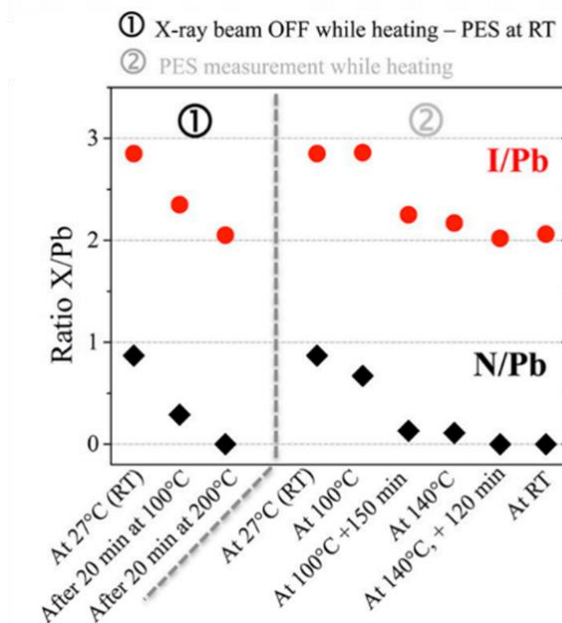 ① X-ray beam OFF while heating – PES at RT
② PES measurement while heating
① ②
3
2
1
0
Ratio X/Pb
I/Pb
N/Pb
At 27°C (RT)
After 20 min at 100°C
After 20 min at 200°C
At 27°C (RT)
At 100°C
At 100°C +150 min
At 140°C
At 140°C, + 120 min
At RT